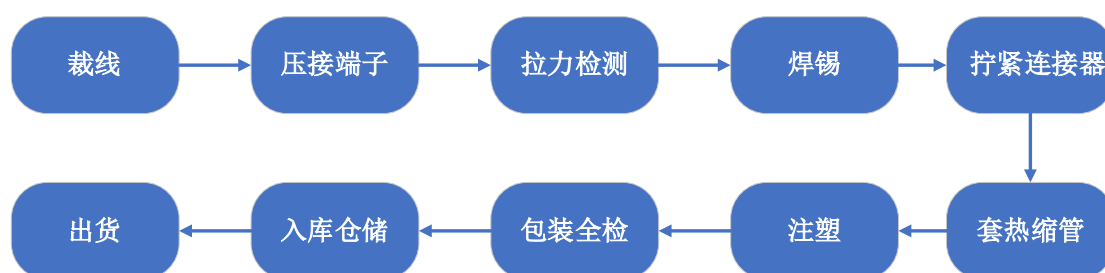 裁线
压接端子
拉力检测
焊锡
拧紧连接器
套热缩管
注塑
包装全检
入库仓储
出货